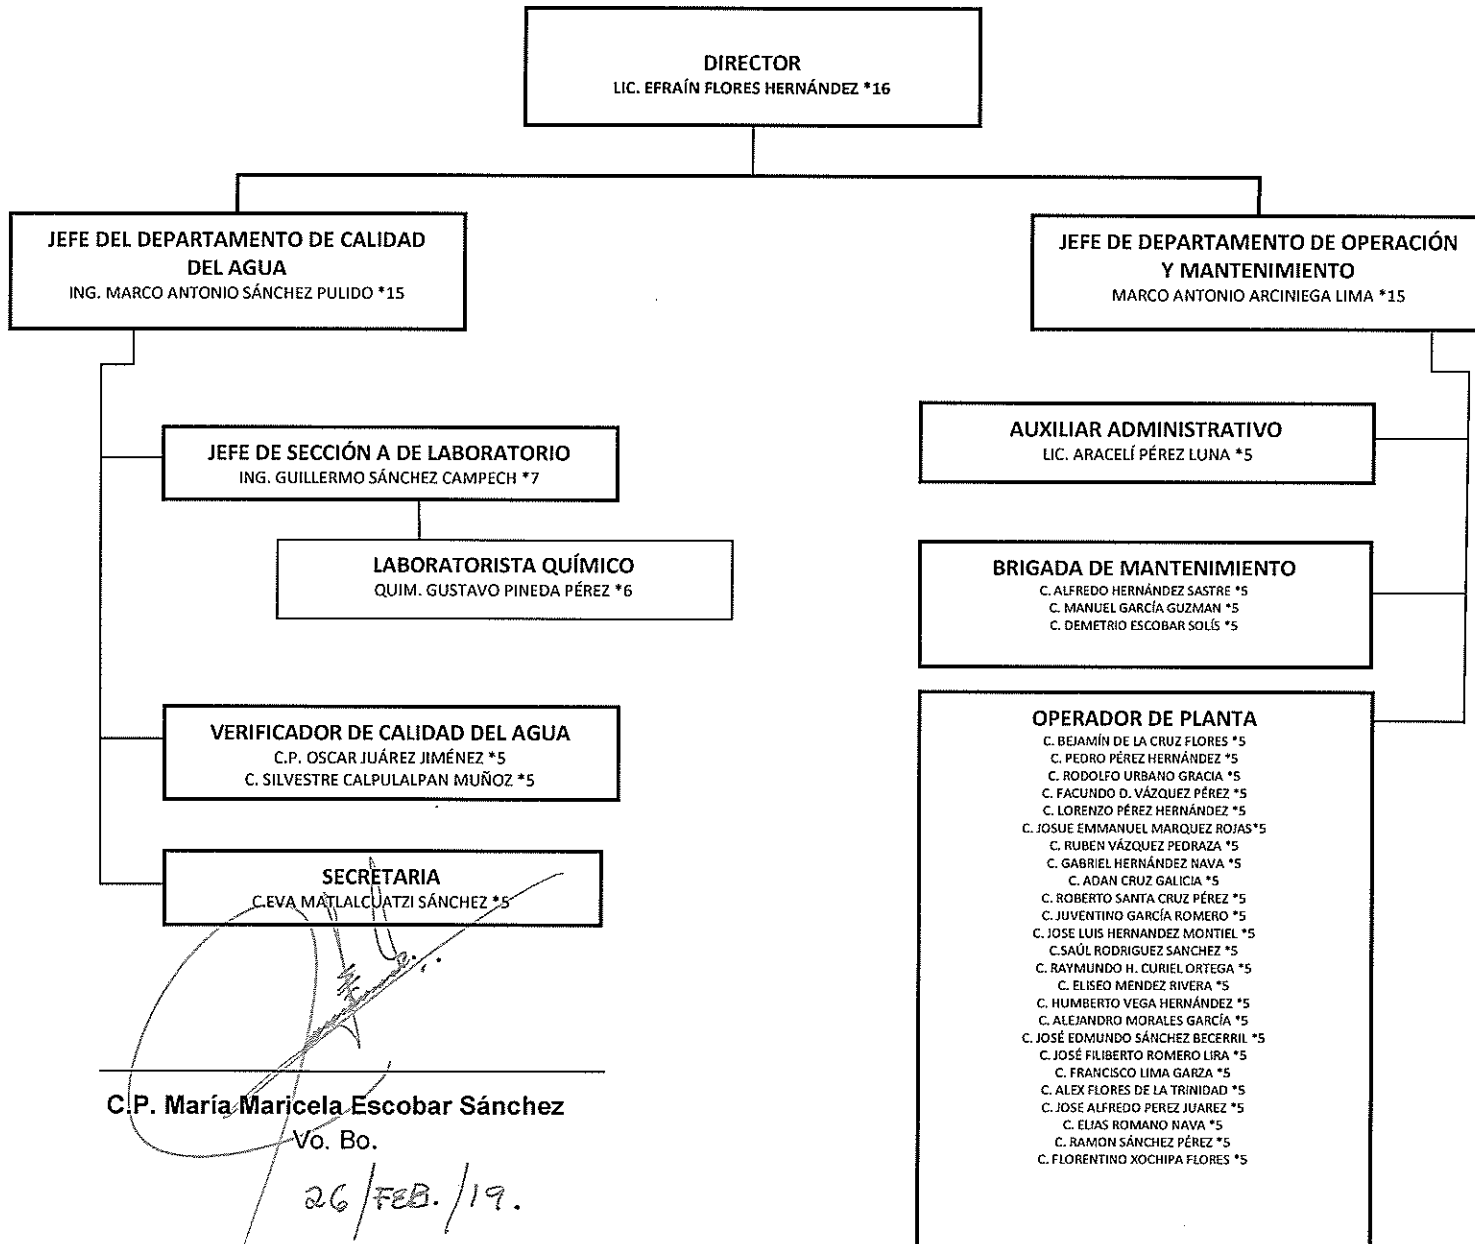 DIRECTOR
LIC. EFRAÍN FLORES HERNÁNDEZ *16
JEFE DEL DEPARTAMENTO DE CALIDAD
DEL AGUA
ING. MARCO ANTONIO SÁNCHEZ PULIDO *15
JEFE DE SECCIÓN A DE LABORATORIO
ING. GUILLERMO SÁNCHEZ CAMPECH *7
LABORATORISTA QUÍMICO
QUIM. GUSTAVO PINEDA PÉREZ *6
VERIFICADOR DE CALIDAD DEL AGUA
C.P. OSCAR JUÁREZ JIMÉNEZ *5
C. SILVESTRE CALPULALPAN MUÑOZ *5
SECRETARIA
C.EVA MATLALCUATZI SÁNCHEZ *5
C.P. María Maricela Escobar Sánchez
Vo. Bo.
26/FEB./19.
JEFE DE DEPARTAMENTO DE OPERACIÓN
Y MANTENIMIENTO
MARCO ANTONIO ARCINIEGA LIMA *15
AUXILIAR ADMINISTRATIVO
LIC. ARACELÍ PÉREZ LUNA *5
BRIGADA DE MANTENIMIENTO
C. ALFREDO HERNÁNDEZ SASTRE *5
C. MANUEL GARCÍA GUZMAN *5
C. DEMETRIO ESCOBAR SOLÍS *5
OPERADOR DE PLANTA
C. BEJAMÍN DE LA CRUZ FLORES *5
C. PEDRO PÉREZ HERNÁNDEZ *5
C. RODOLFO URBANO GRACIA *5
C. FACUNDO D. VÁZQUEZ PÉREZ *5
C. LORENZO PÉREZ HERNÁNDEZ *5
C. JOSUE EMMANUEL MARQUEZ ROJAS*5
C. RUBEN VÁZQUEZ PEDRAZA *5
C. GABRIEL HERNÁNDEZ NAVA *5
C. ADAN CRUZ GALICIA *5
C. ROBERTO SANTA CRUZ PÉREZ *5
C. JUVENTINO GARCÍA ROMERO *5
C. JOSE LUIS HERNANDEZ MONTIEL *5
C.SAÚL RODRIGUEZ SANCHEZ *5
C. RAYMUNDO H. CURIEL ORTEGA *5
C. ELISEO MENDEZ RIVERA *5
C. HUMBERTO VEGA HERNÁNDEZ *5
C. ALEJANDRO MORALES GARCÍA *5
C. JOSÉ EDMUNDO SÁNCHEZ BECERRIL *5
C. JOSÉ FILIBERTO ROMERO LIRA *5
C. FRANCISCO LIMA GARZA *5
C. ALEX FLORES DE LA TRINIDAD *5
C. JOSE ALFREDO PEREZ JUAREZ *5
C. ELIAS ROMANO NAVA *5
C. RAMON SÁNCHEZ PÉREZ *5
C. FLORENTINO XOCHIPA FLORES *5